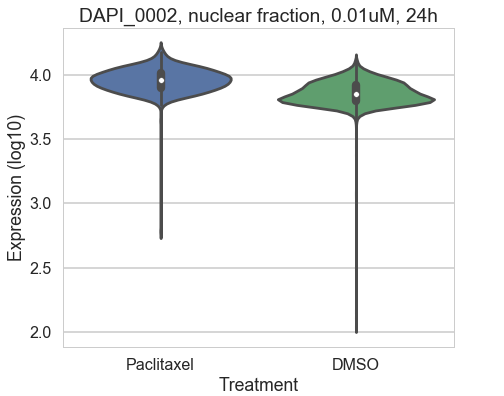 DAPI_0002, nuclear fraction, 0.01uM, 24h
Expression (log10)
4.0
3.5
3.0
2.5
2.0
Paclitaxel DMSO
Treatment